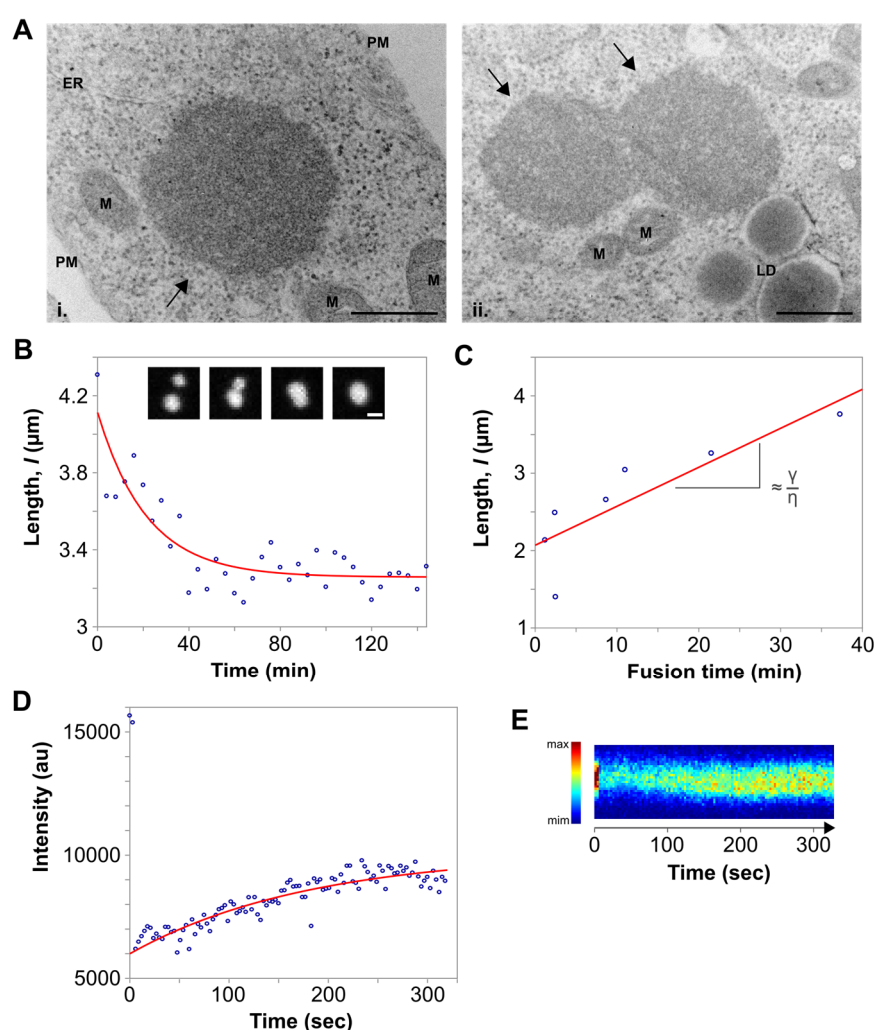 A
PM
ER
M
PM
M
M
i.
M
M
LD
ii.
B
Length, l (µm)
4.2
3.8
3.4
3
0 40 80 120
Time (min)
C
Length, l (µm)
4
3
2
1
≈ γ
η
0 10 20 30 40
Fusion time (min)
D
Intensity (au)
15000
10000
5000
0 100 200 300
Time (sec)
E
max
mim
0 100 200 300
Time (sec)